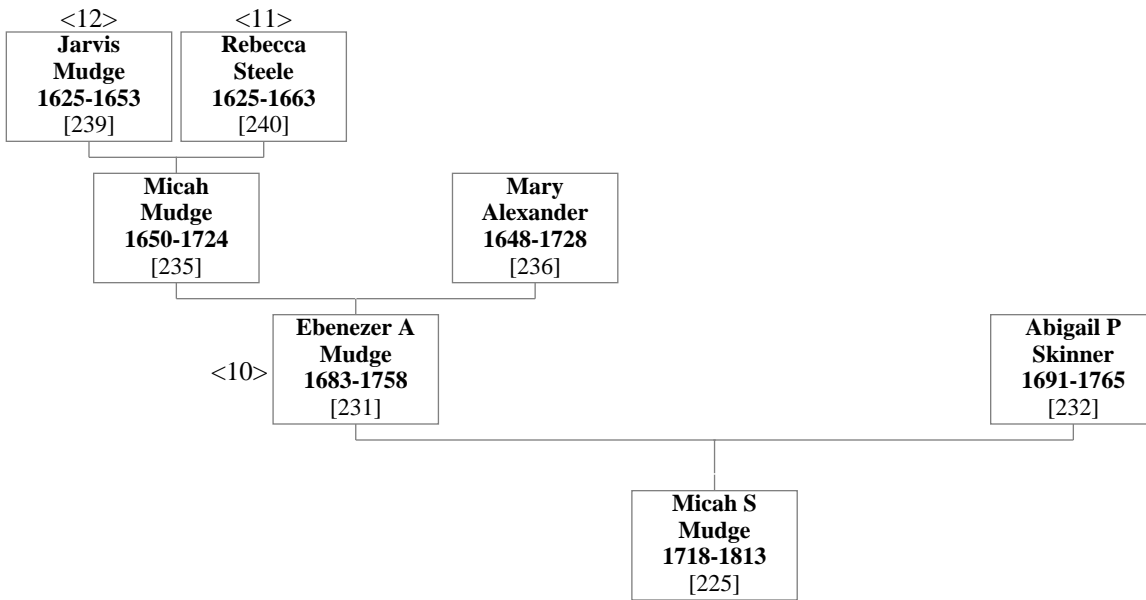 <12>
Jarvis
Mudge
1625-1653
[239]
<11>
Rebecca
Steele
1625-1663
[240]
Micah
Mudge
1650-1724
[235]
Mary
Alexander
1648-1728
[236]
<10>
Ebenezer A
Mudge
1683-1758
[231]
Abigail P
Skinner
1691-1765
[232]
Micah S
Mudge
1718-1813
[225]